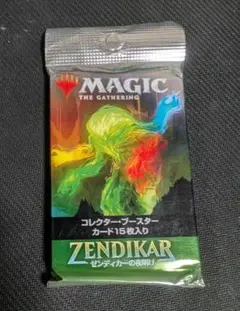 MAGIC
THE GATHERING
コレクター・ブースター
カード15枚入り
ZENDIKAR
ゼンディカーの夜明け